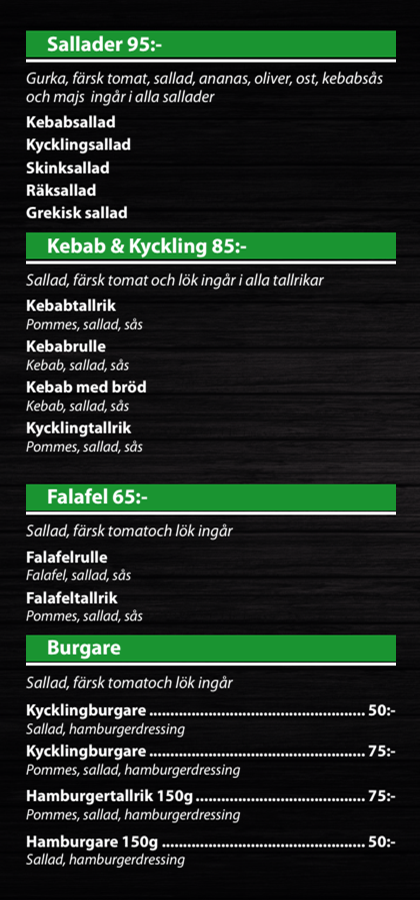 Sallader 95:-
Gurka, färsk tomat, sallad, ananas, oliver, ost, kebabsås
och majs ingår i alla sallader
Kebabsallad
Kycklingsallad
Skinksallad
Räksallad
Grekisk sallad
Kebab & Kyckling 85:-
Sallad, färsk tomat och lök ingår i alla tallrikar
Kebabtallrik
Pommes, sallad, sås
Kebabrulle
Kebab, sallad, sås
Kebab med bröd
Kebab, sallad, sås
Kycklingtallrik
Pommes, sallad, sås
Falafel 65:-
Sallad, färsk tomatoch lök ingår
Falafelrulle
Falafel, sallad, sås
Falafeltallrik
Pommes, sallad, sås
Burgare
Sallad, färsk tomatoch lök ingår
Kycklingburgare ........................................................ 50:-
Sallad, hamburgerdressing
Kycklingburgare ........................................................ 75:-
Pommes, sallad, hamburgerdressing
Hamburgertallrik 150g ............................................ 75:-
Pommes, sallad, hamburgerdressing
Hamburgare 150g .................................................... 50:-
Sallad, hamburgerdressing